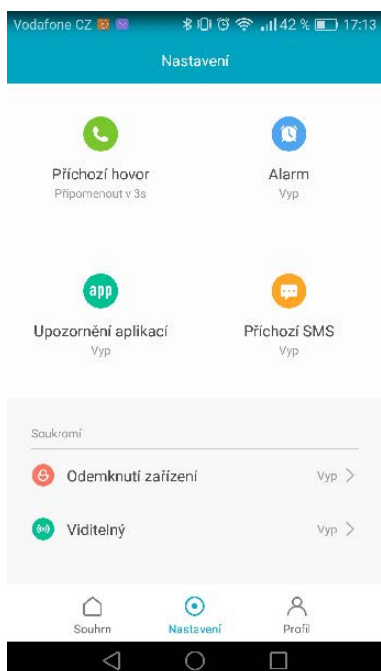 Vodafone CZ 42 % 17:13
Nastavení
Příchozí hovor
Připomenout v 3s
Alarm
Vyp
app
Upozornění aplikací
Vyp
Příchozí SMS
Vyp
Soukromí
Odemknutí zařízení Vyp
Viditelný Vyp
Souhrn Nastavení Profil